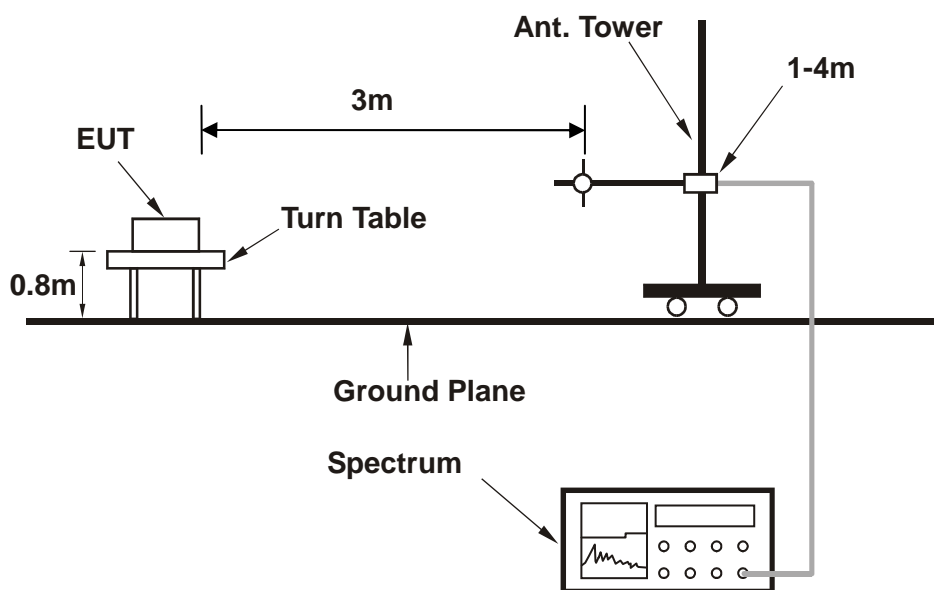 Ant. Tower
1-4m
3m
EUT
Turn Table
0.8m
Ground Plane
Spectrum